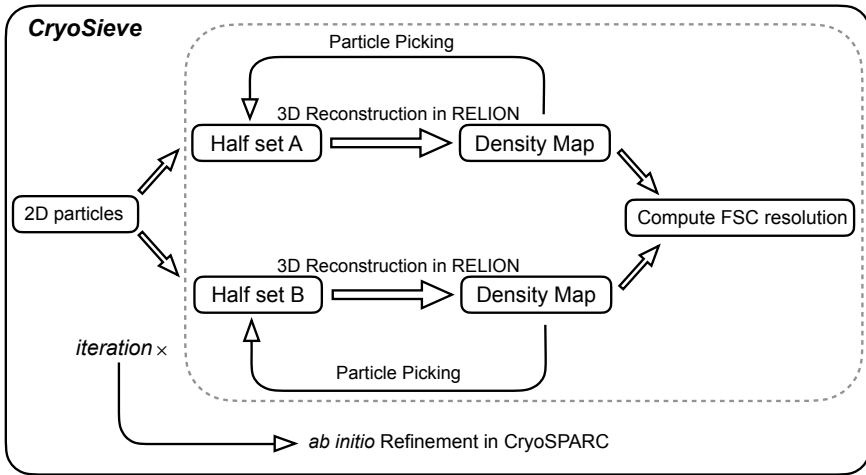 CryoSieve
Particle Picking
3D Reconstruction in RELION
Half set A
Density Map
2D particles
Compute FSC resolution
3D Reconstruction in RELION
Half set B
Density Map
iteration ×
Particle Picking
ab initio Refinement in CryoSPARC